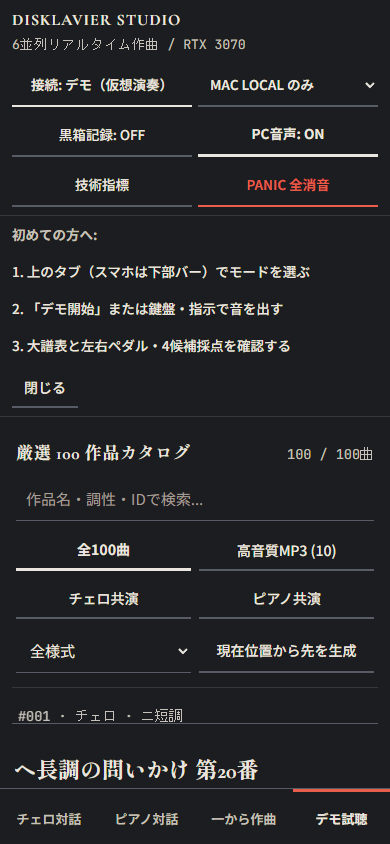 DISKLAVIER STUDIO
6並列リアルタイム作曲 / RTX 3070
接続: デモ（仮想演奏）
MAC LOCAL のみ
黒箱記録: OFF
PC音声: ON
技術指標
PANIC 全消音
初めての方へ:
1. 上のタブ（スマホは下部バー）でモードを選ぶ
2. 「デモ開始」または鍵盤・指示で音を出す
3. 大譜表と左右ペダル・4候補採点を確認する
閉じる
厳選 100 作品カタログ
100 / 100曲
作品名・調性・IDで検索...
全100曲
高音質MP3 (10)
チェロ共演
ピアノ共演
全様式
現在位置から先を生成
#001 · チェロ · ニ短調
ヘ長調の問いかけ 第20番
チェロ対話
ピアノ対話
一から作曲
デモ試聴